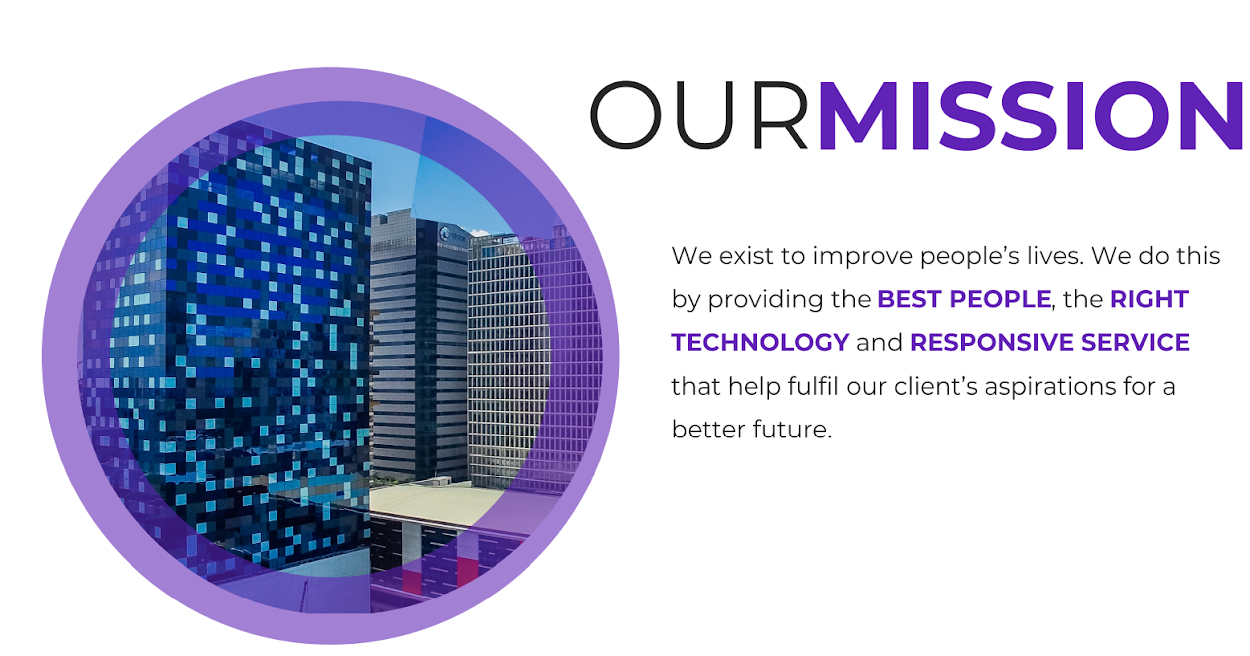 OURMISSION
We exist to improve people’s lives. We do this
by providing the BEST PEOPLE, the RIGHT
TECHNOLOGY and RESPONSIVE SERVICE
that help fulfil our client’s aspirations for a
better future.